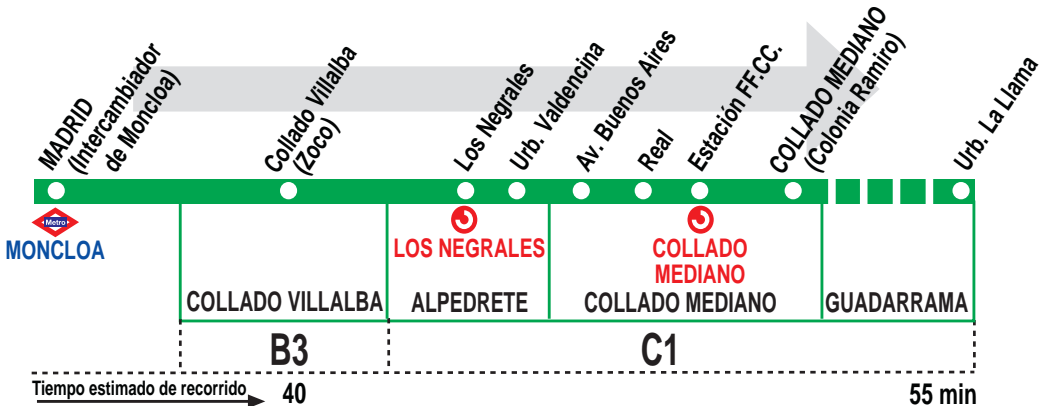 MADRID
(Intercambiador
de Moncloa)
Collado Villalba
(Zoco)
Los Negrales
Urb. Valdencina
Av. Buenos Aires
Real
Estación FF.CC.
COLLADO MEDIANO
(Colonia Ramiro)
Urb. La Llama
Metro
MONCLOA
LOS NEGRALES
COLLADO
MEDIANO
COLLADO VILLALBA
ALPEDRETE
COLLADO MEDIANO
GUADARRAMA
B3
C1
Tiempo estimado de recorrido
40
55 min